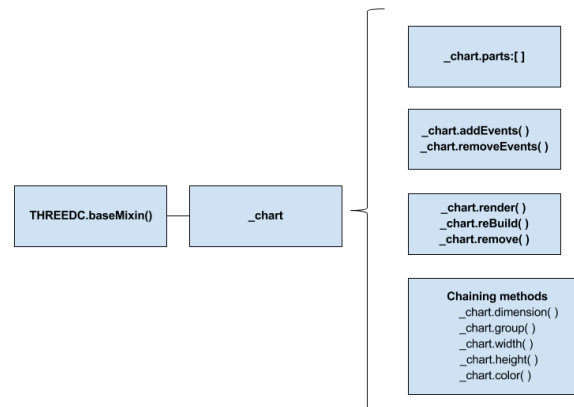 THREEDC.baseMixin()
_chart
_chart.parts:[ ]
_chart.addEvents( )
_chart.removeEvents( )
_chart.render( )
_chart.reBuild( )
_chart.remove( )
Chaining methods
_chart.dimension( )
_chart.group( )
_chart.width( )
_chart.height( )
_chart.color( )